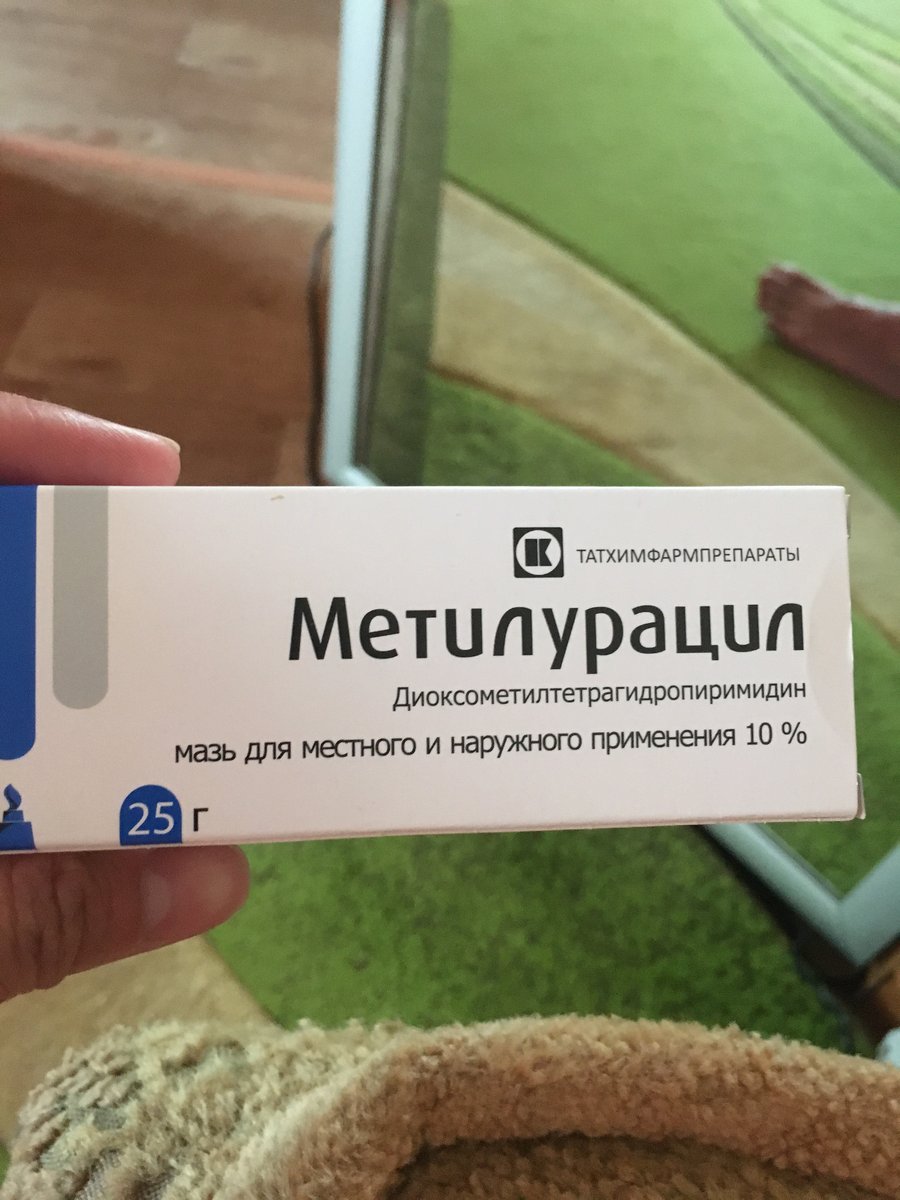 ТАТХИМФАРМПРЕПАРАТЫ
Метилурацил
Диоксометилтетрагидропиримидин
мазь для местного и наружного применения 10 %
25 г